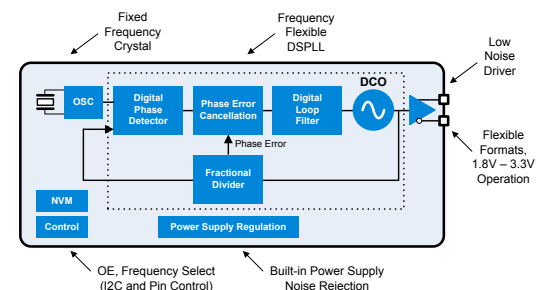 Fixed
Frequency
Crystal
Frequency
Flexible
DSPLL
Low
Noise
Driver
OSC
Digital
Phase
Detector
Phase Error
Cancellation
Digital
Loop
Filter
DCO
Phase Error
Fractional
Divider
Flexible
Formats,
1.8V – 3.3V
Operation
NVM
Control
Power Supply Regulation
OE, Frequency Select
(I2C and Pin Control)
Built-in Power Supply
Noise Rejection